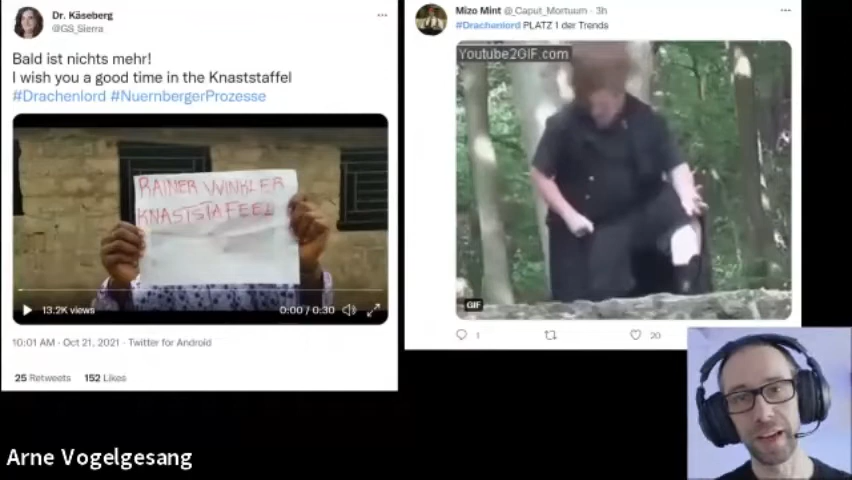 Dr. Käseberg
@GS_Sierra
Bald ist nichts mehr!
I wish you a good time in the Knaststaffel
#Drachenlord #NuernbergerProzesse
RAINER WINKLER
KNASTSTAFEEL
13.2K views
0:00 / 0:30
10:01 AM · Oct 21, 2021 · Twitter for Android
25 Retweets 152 Likes
Mizo Mint @_Caput_Mortuum · 3h
#Drachenlord PLATZ 1 der Trends
Youtube2GIF.com
GIF
1
20
Arne Vogelgesang